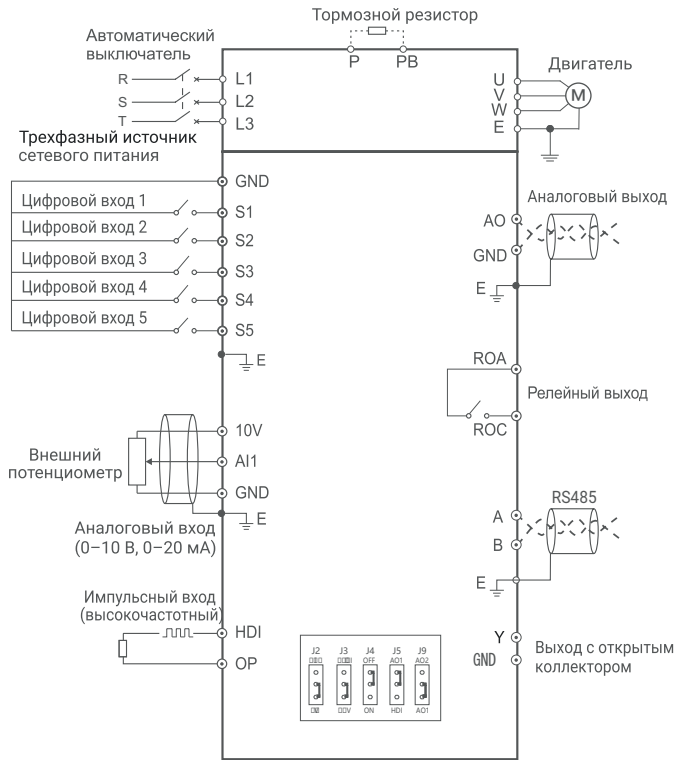 Тормозной резистор
P PB
Автоматический
выключатель
R L1
S L2
T L3
Трехфазный источник
сетевого питания
Двигатель
U
V
W
E
M
GND
Цифровой вход 1 S1
Цифровой вход 2 S2
Цифровой вход 3 S3
Цифровой вход 4 S4
Цифровой вход 5 S5
E
Аналоговый выход
AO
GND
E
ROA
Релейный выход
ROC
Внешний
потенциометр
10V
AI1
GND
E
Аналоговый вход
(0–10 В, 0–20 мА)
RS485
A
B
E
Импульсный вход
(высокочастотный)
HDI
OP
Y
GND
Выход с открытым
коллектором
J2 J3 J4 J5 J9
OFF AO1 AO2
ON HDI AO1